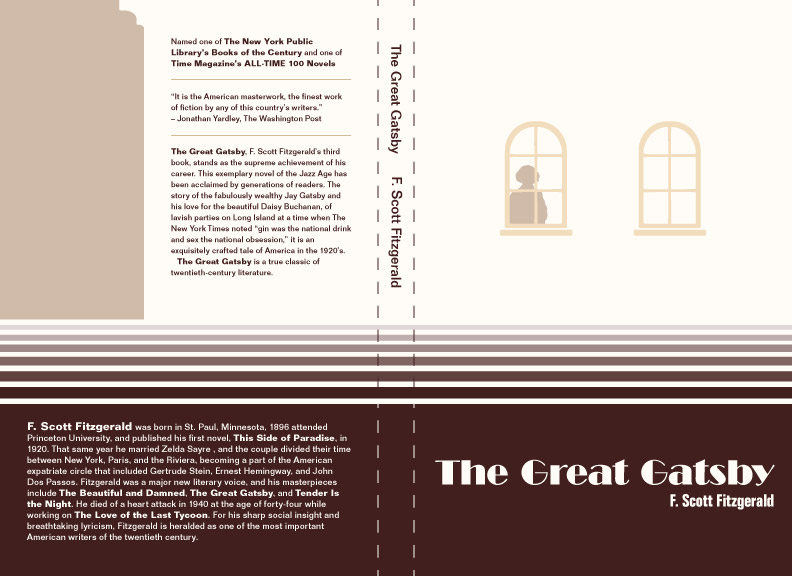 Named one of The New York Public
Library's Books of the Century and one of
Time Magazine's ALL-TIME 100 Novels
“It is the American masterwork, the finest work
of fiction by any of this country's writers.”
– Jonathan Yardley, The Washington Post
The Great Gatsby, F. Scott Fitzgerald's third
book, stands as the supreme achievement of his
career. This exemplary novel of the Jazz Age has
been acclaimed by generations of readers. The
story of the fabulously wealthy Jay Gatsby and
his love for the beautiful Daisy Buchanan, of
lavish parties on Long Island at a time when The
New York Times noted “gin was the national drink
and sex the national obsession,” it is an
exquisitely crafted tale of America in the 1920's.
The Great Gatsby is a true classic of
twentieth-century literature.
F. Scott Fitzgerald was born in St. Paul, Minnesota, 1896 attended
Princeton University, and published his first novel, This Side of Paradise, in
1920. That same year he married Zelda Sayre , and the couple divided their time
between New York, Paris, and the Riviera, becoming a part of the American
expatriate circle that included Gertrude Stein, Ernest Hemingway, and John
Dos Passos. Fitzgerald was a major new literary voice, and his masterpieces
include The Beautiful and Damned, The Great Gatsby, and Tender Is
the Night. He died of a heart attack in 1940 at the age of forty-four while
working on The Love of the Last Tycoon. For his sharp social insight and
breathtaking lyricism, Fitzgerald is heralded as one of the most important
American writers of the twentieth century.
The Great Gatsby F. Scott Fitzgerald
The Great Gatsby
F. Scott Fitzgerald